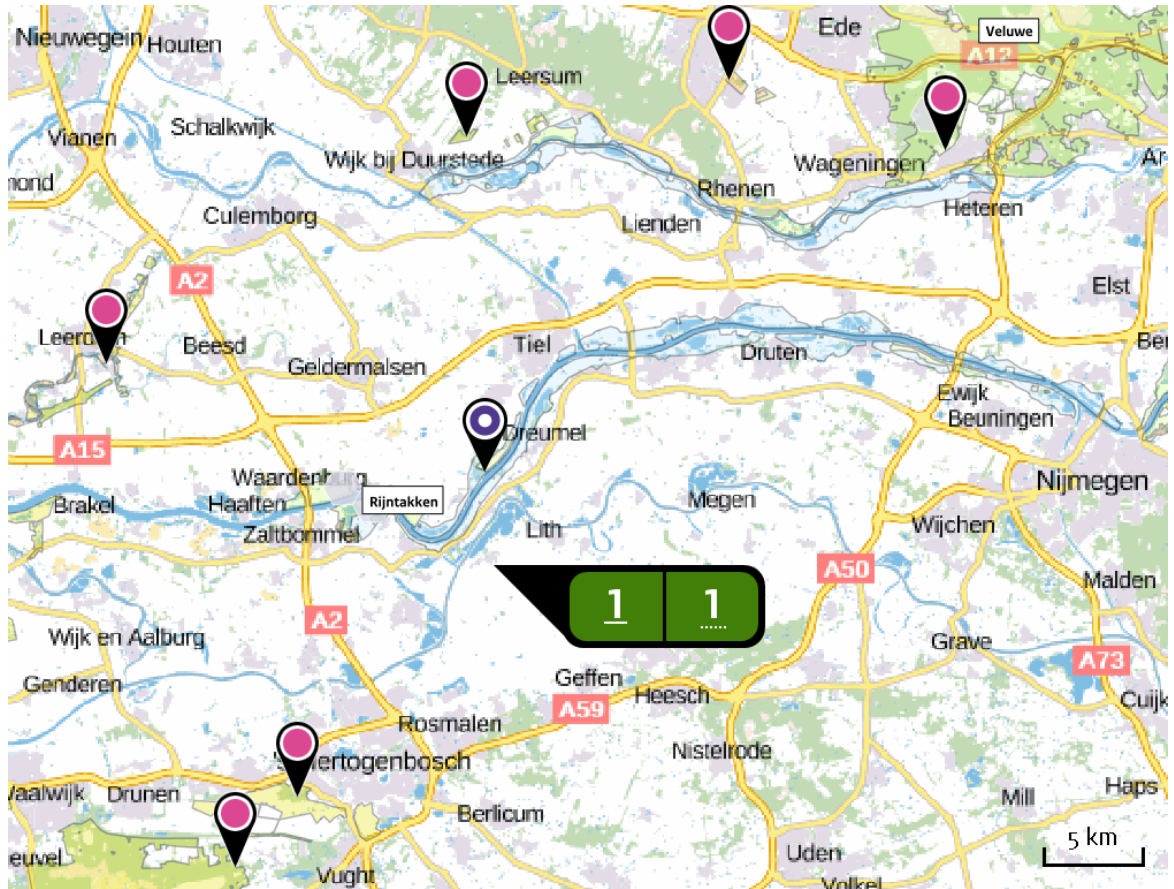 Nieuwegein
Houten
Ede
Veluwe
A12
Leersum
Schalkwijk
Vianen
Wijk bij Duurstede
Wageningen
mond
Rhenen
Culemborg
Lienden
Heteren
A2
Elst
Tiel
Beesd
Druten
Geldermalsen
Ewijk
Beuningen
Dreumel
A15
Waardenburg
Nijmegen
Brakel
Haaften
Rijntakken
Megen
Zaltbommel
Lith
Wijchen
A50
Malden
1
1
A2
Wijk en Aalburg
Grave
A73
Genderen
Geffen
Heesch
Cuijk
A59
Rosmalen
Nistelrode
Drunen
Haps
Mill
Berlicum
5 km
Uden
euvel
Vught
Volkel